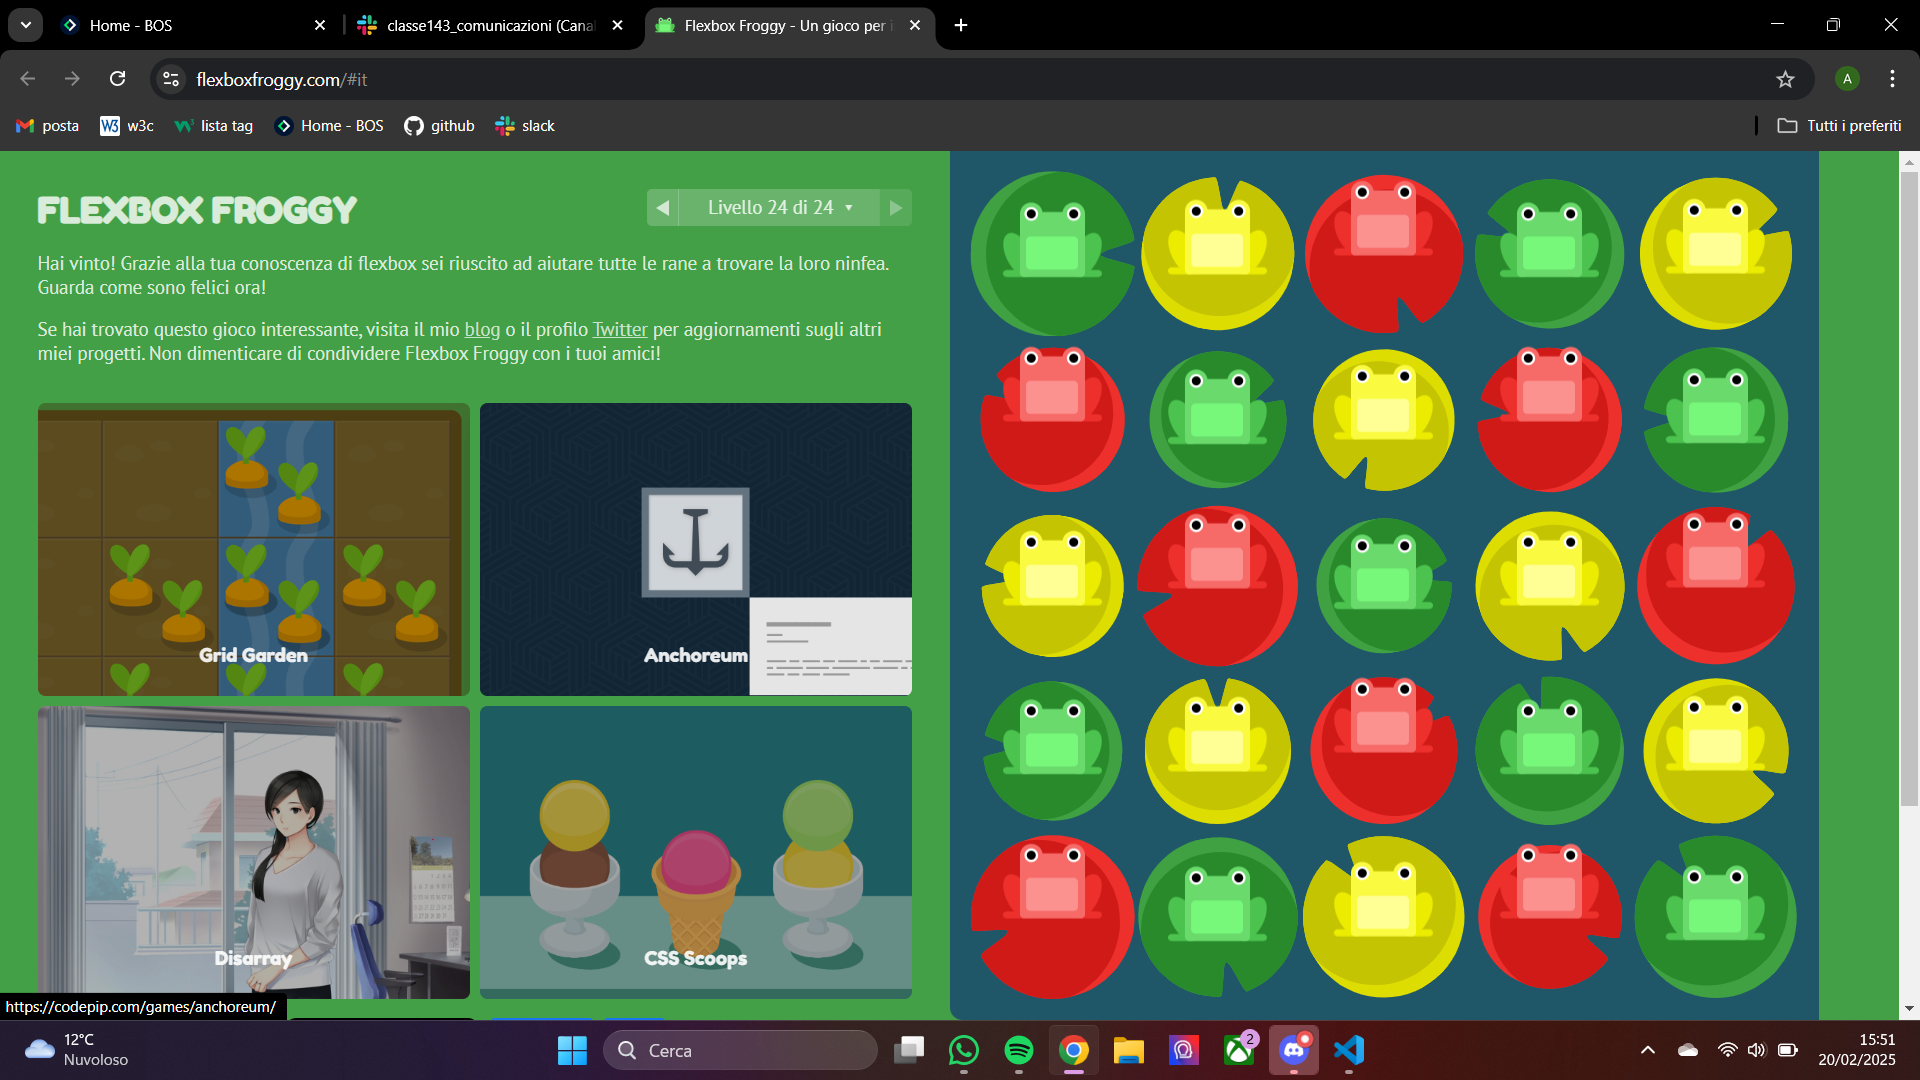 Home - BOS
classe143_comunicazioni (Cana
Flexbox Froggy - Un gioco per i
flexboxfroggy.com/#it
A
posta
W3
w3c
lista tag
Home - BOS
github
slack
Tutti i preferiti
FLEXBOX FROGGY
Livello 24 di 24
Hai vinto! Grazie alla tua conoscenza di flexbox sei riuscito ad aiutare tutte le rane a trovare la loro ninfea.
Guarda come sono felici ora!
Se hai trovato questo gioco interessante, visita il mio blog o il profilo Twitter per aggiornamenti sugli altri
miei progetti. Non dimenticare di condividere Flexbox Froggy con i tuoi amici!
Grid Garden
Anchoreum
Disarray
CSS Scoops
https://codepip.com/games/anchoreum/
12°C
Nuvoloso
Cerca
2
15:51
20/02/2025